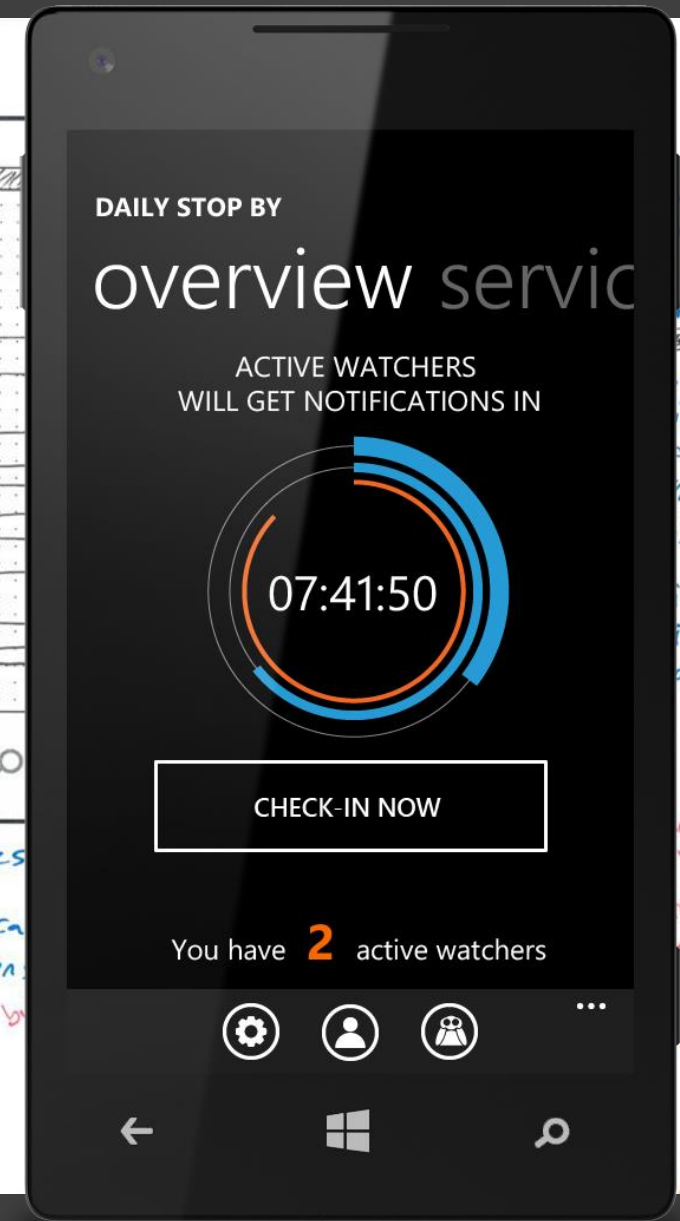 DAILY STOP BY
overview servic
ACTIVE WATCHERS
WILL GET NOTIFICATIONS IN
07:41:50
CHECK-IN NOW
You have 2 active watchers